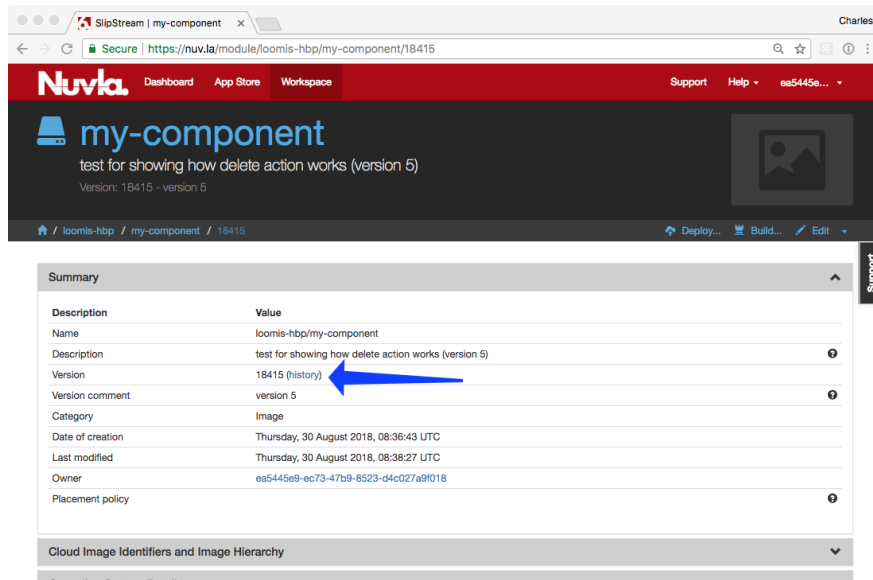 SlipStream | my-component ×
Charles
Secure | https://nuv.la/module/loomis-hbp/my-component/18415
Nuvla. Dashboard App Store Workspace Support Help ea5445e...
my-component
test for showing how delete action works (version 5)
Version: 18415 - version 5
/ loomis-hbp / my-component / 18415 Deploy... Build... Edit
Support
Summary
Description Value
Name loomis-hbp/my-component
Description test for showing how delete action works (version 5)
Version 18415 (history)
Version comment version 5
Category Image
Date of creation Thursday, 30 August 2018, 08:36:43 UTC
Last modified Thursday, 30 August 2018, 08:38:27 UTC
Owner ea5445e9-ec73-47b9-8523-d4c027a9f018
Placement policy
Cloud Image Identifiers and Image Hierarchy